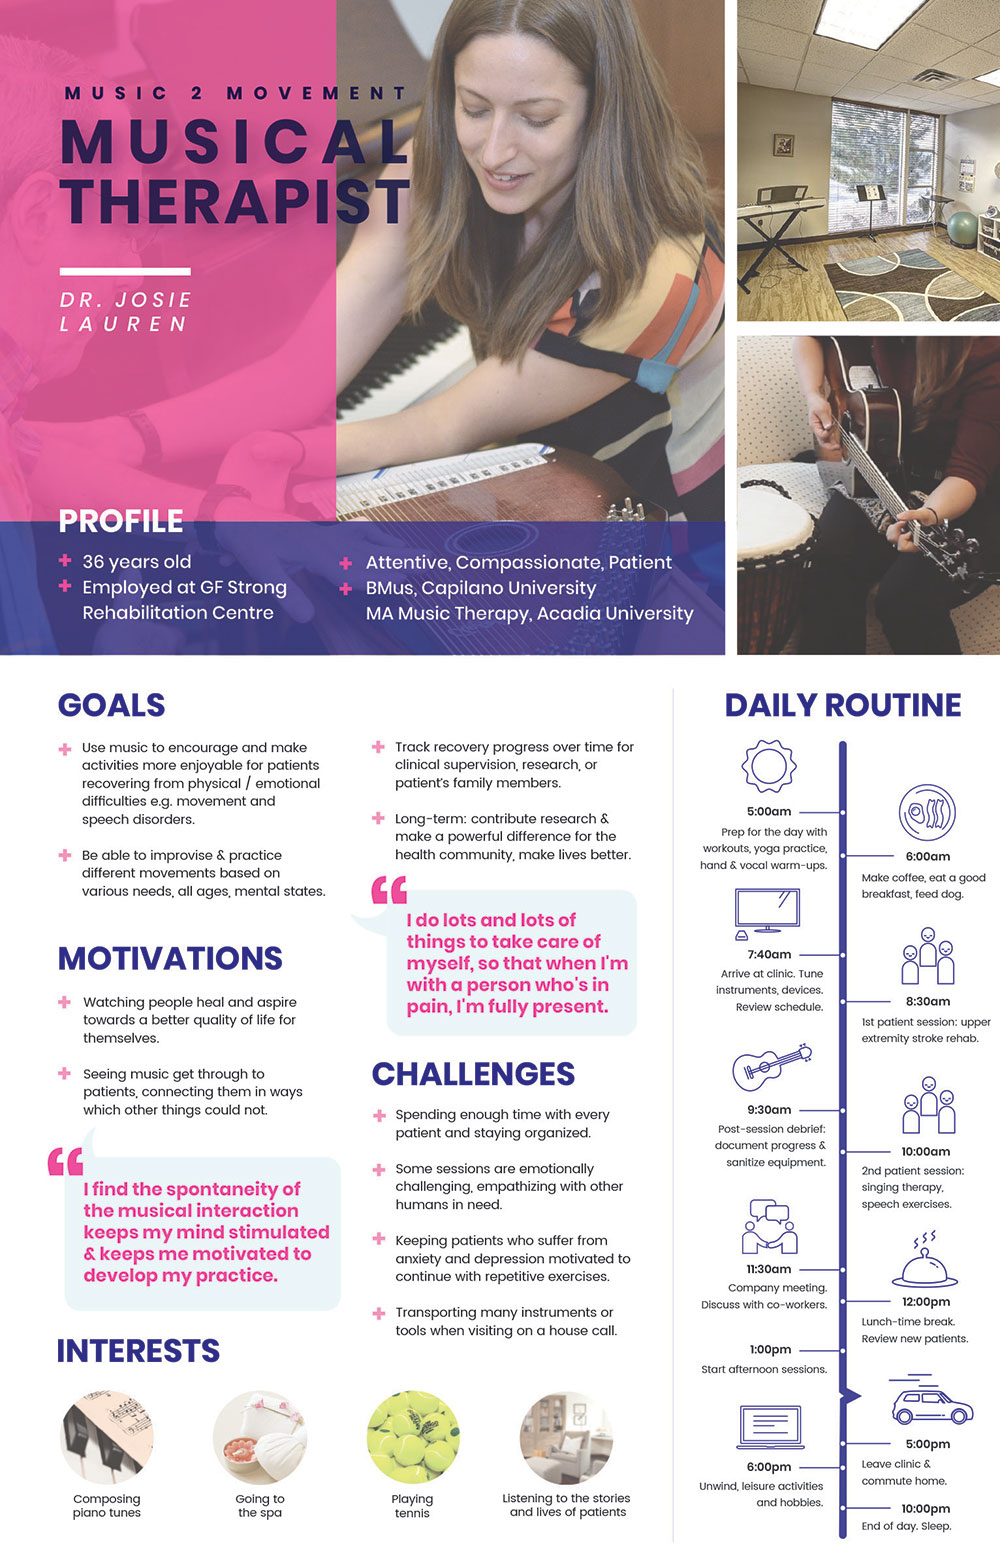 MUSIC 2 MOVEMENT
MUSICAL
THERAPIST
DR. JOSIE
LAUREN
PROFILE
36 years old
Employed at GF Strong
Rehabilitation Centre
Attentive, Compassionate, Patient
BMus, Capilano University
MA Music Therapy, Acadia University
GOALS
Use music to encourage and make
activities more enjoyable for patients
recovering from physical / emotional
difficulties e.g. movement and
speech disorders.
Be able to improvise & practice
different movements based on
various needs, all ages, mental states.
Track recovery progress over time for
clinical supervision, research, or
patient's family members.
Long-term: contribute research &
make a powerful difference for the
health community, make lives better.
I do lots and lots of
things to take care of
myself, so that when I'm
with a person who's in
pain, I'm fully present.
MOTIVATIONS
Watching people heal and aspire
towards a better quality of life for
themselves.
Seeing music get through to
patients, connecting them in ways
which other things could not.
I find the spontaneity of
the musical interaction
keeps my mind stimulated
& keeps me motivated to
develop my practice.
CHALLENGES
Spending enough time with every
patient and staying organized.
Some sessions are emotionally
challenging, empathizing with other
humans in need.
Keeping patients who suffer from
anxiety and depression motivated to
continue with repetitive exercises.
Transporting many instruments or
tools when visiting on a house call.
INTERESTS
Composing
piano tunes
Going to
the spa
Playing
tennis
Listening to the stories
and lives of patients
DAILY ROUTINE
5:00am
Prep for the day with
workouts, yoga practice,
hand & vocal warm-ups.
6:00am
Make coffee, eat a good
breakfast, feed dog.
7:40am
Arrive at clinic. Tune
instruments, devices.
Review schedule.
8:30am
1st patient session: upper
extremity stroke rehab.
9:30am
Post-session debrief:
document progress &
sanitize equipment.
10:00am
2nd patient session:
singing therapy,
speech exercises.
11:30am
Company meeting.
Discuss with co-workers.
12:00pm
Lunch-time break.
Review new patients.
1:00pm
Start afternoon sessions.
5:00pm
Leave clinic &
commute home.
6:00pm
Unwind, leisure activities
and hobbies.
10:00pm
End of day. Sleep.